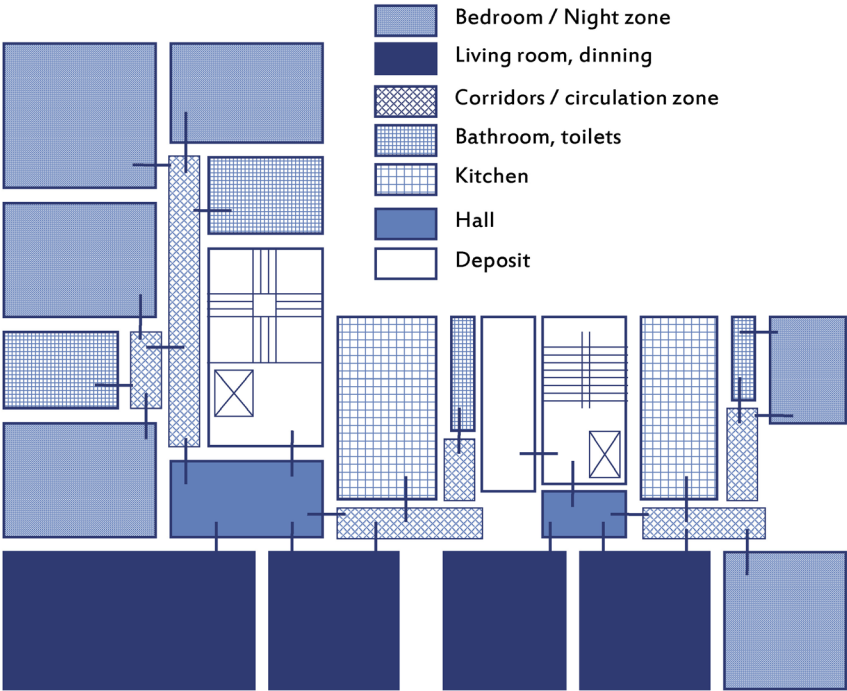 Bedroom / Night zone
Living room, dinning
Corridors / circulation zone
Bathroom, toilets
Kitchen
Hall
Deposit